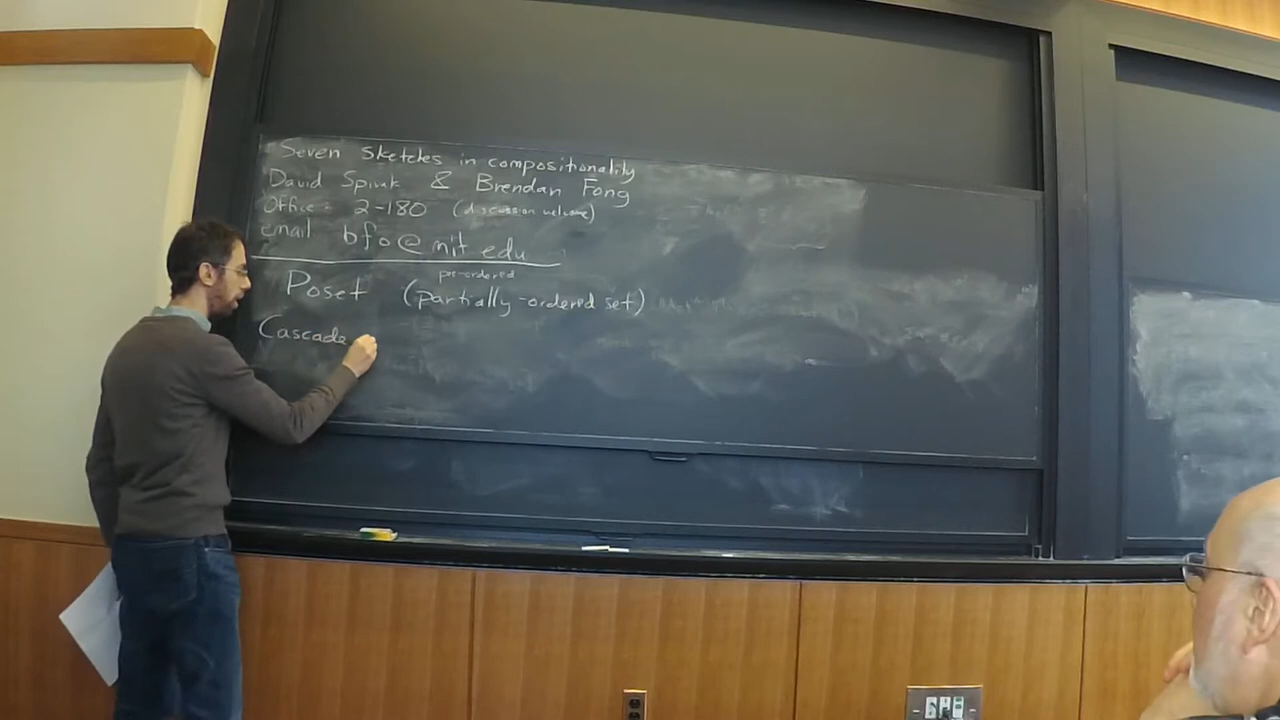 Seven Sketches in compositionality
David Spivak & Brendan Fong
Office: 2-180 (discussion welcome)
email bfo@mit.edu
pre-ordered
Poset (partially-ordered set)
Cascade